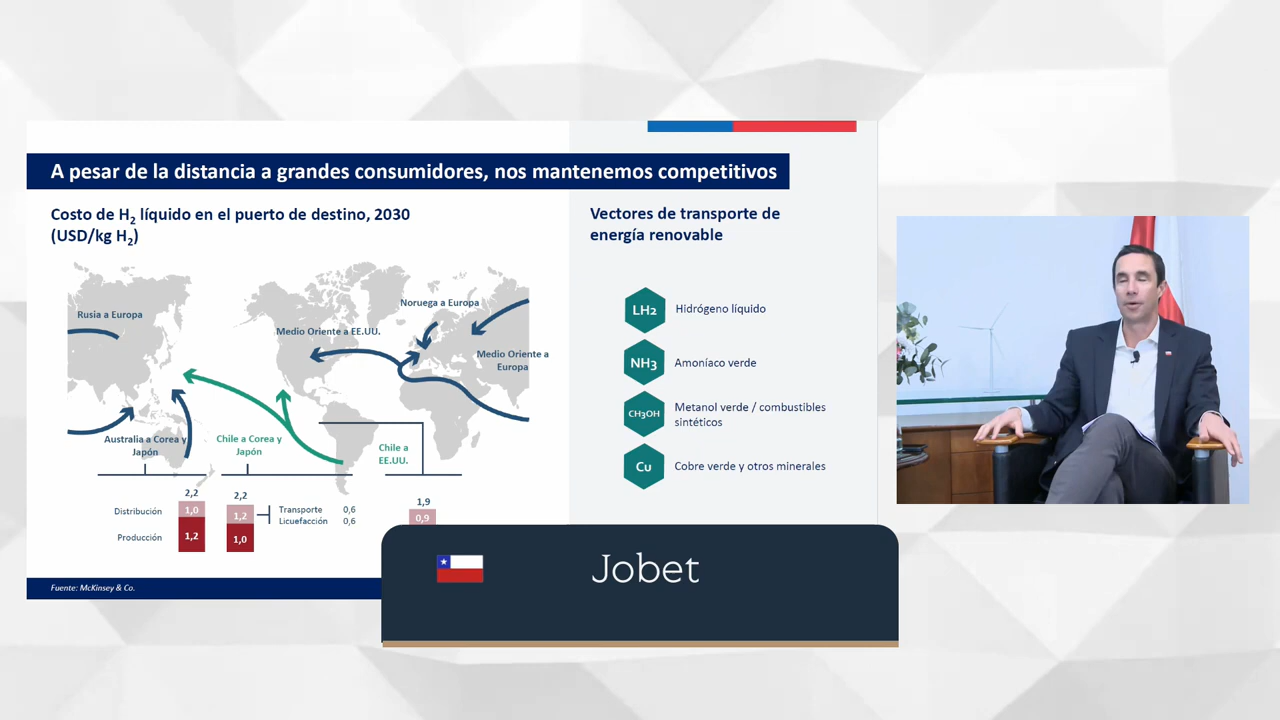 A pesar de la distancia a grandes consumidores, nos mantenemos competitivos
Costo de H2 líquido en el puerto de destino, 2030
(USD/kg H2)
Rusia a Europa
Noruega a Europa
Medio Oriente a EE.UU.
Medio Oriente a
Europa
Australia a Corea y
Japón
Chile a Corea y
Japón
Chile a
EE.UU.
2,2
2,2
1,9
Distribución
1,0
1,2
Transporte 0,6
Licuefacción 0,6
0,9
Producción
1,2
1,0
Fuente: McKinsey & Co.
Vectores de transporte de
energía renovable
LH2
Hidrógeno líquido
NH3
Amoníaco verde
CH3OH
Metanol verde / combustibles
sintéticos
Cu
Cobre verde y otros minerales
Jobet